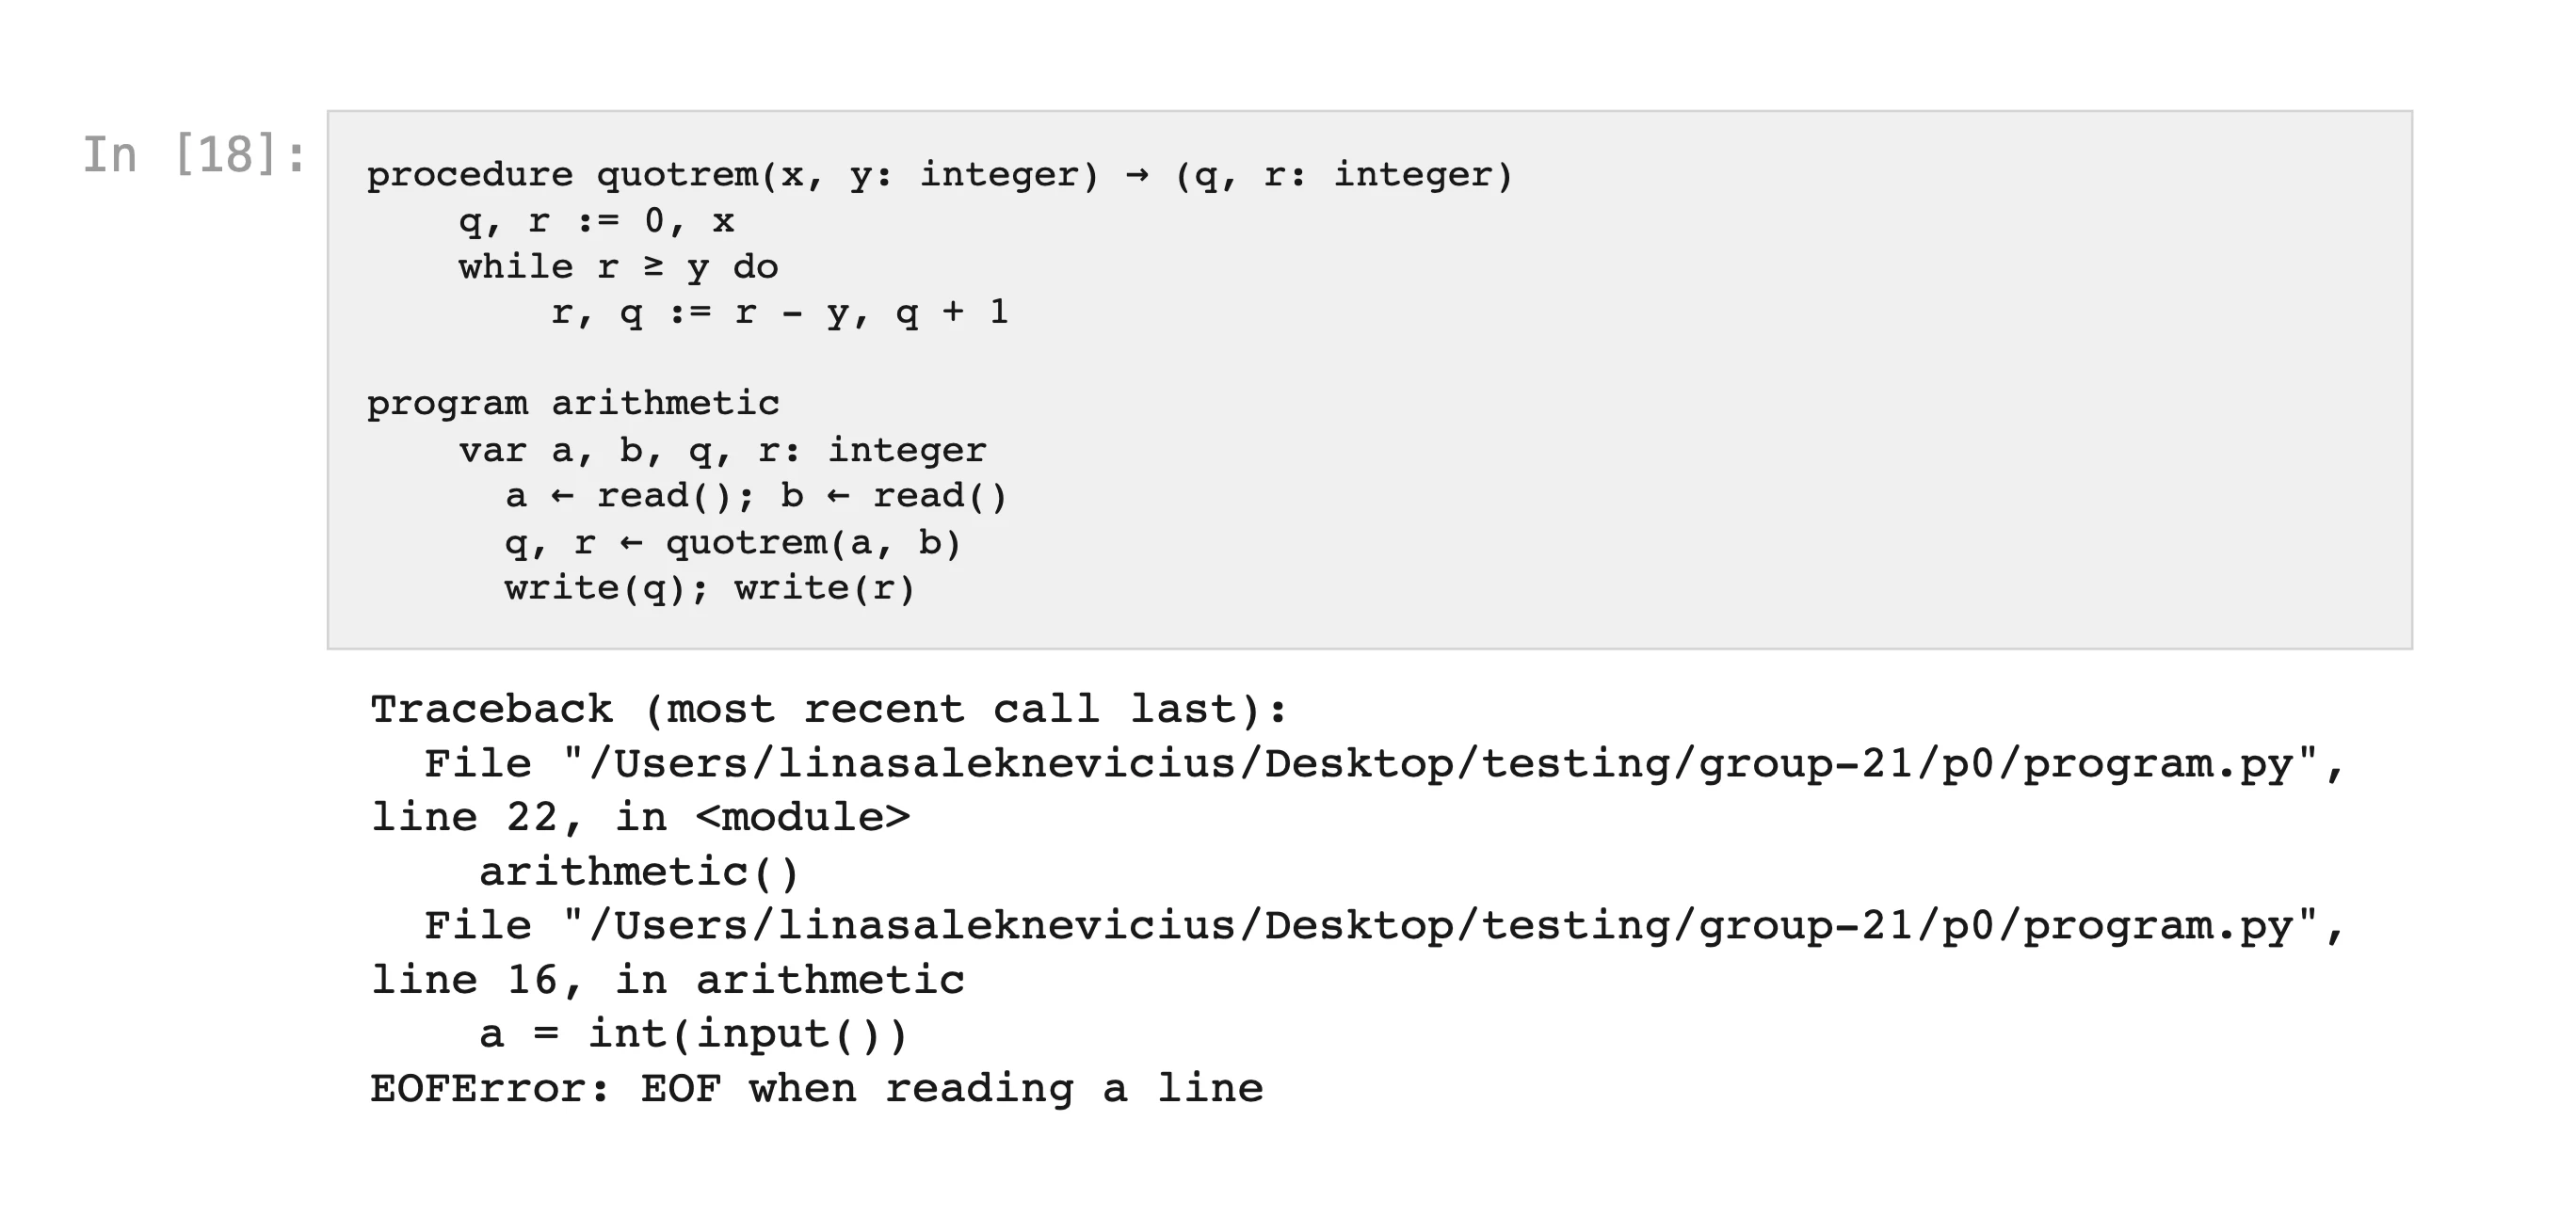 In [18]:
procedure quotrem(x, y: integer) → (q, r: integer)
    q, r := 0, x
    while r ≥ y do
        r, q := r - y, q + 1

program arithmetic
    var a, b, q, r: integer
      a ← read(); b ← read()
      q, r ← quotrem(a, b)
      write(q); write(r)
Traceback (most recent call last):
  File "/Users/linasaleknevicius/Desktop/testing/group-21/p0/program.py",
line 22, in <module>
    arithmetic()
  File "/Users/linasaleknevicius/Desktop/testing/group-21/p0/program.py",
line 16, in arithmetic
    a = int(input())
EOFError: EOF when reading a line